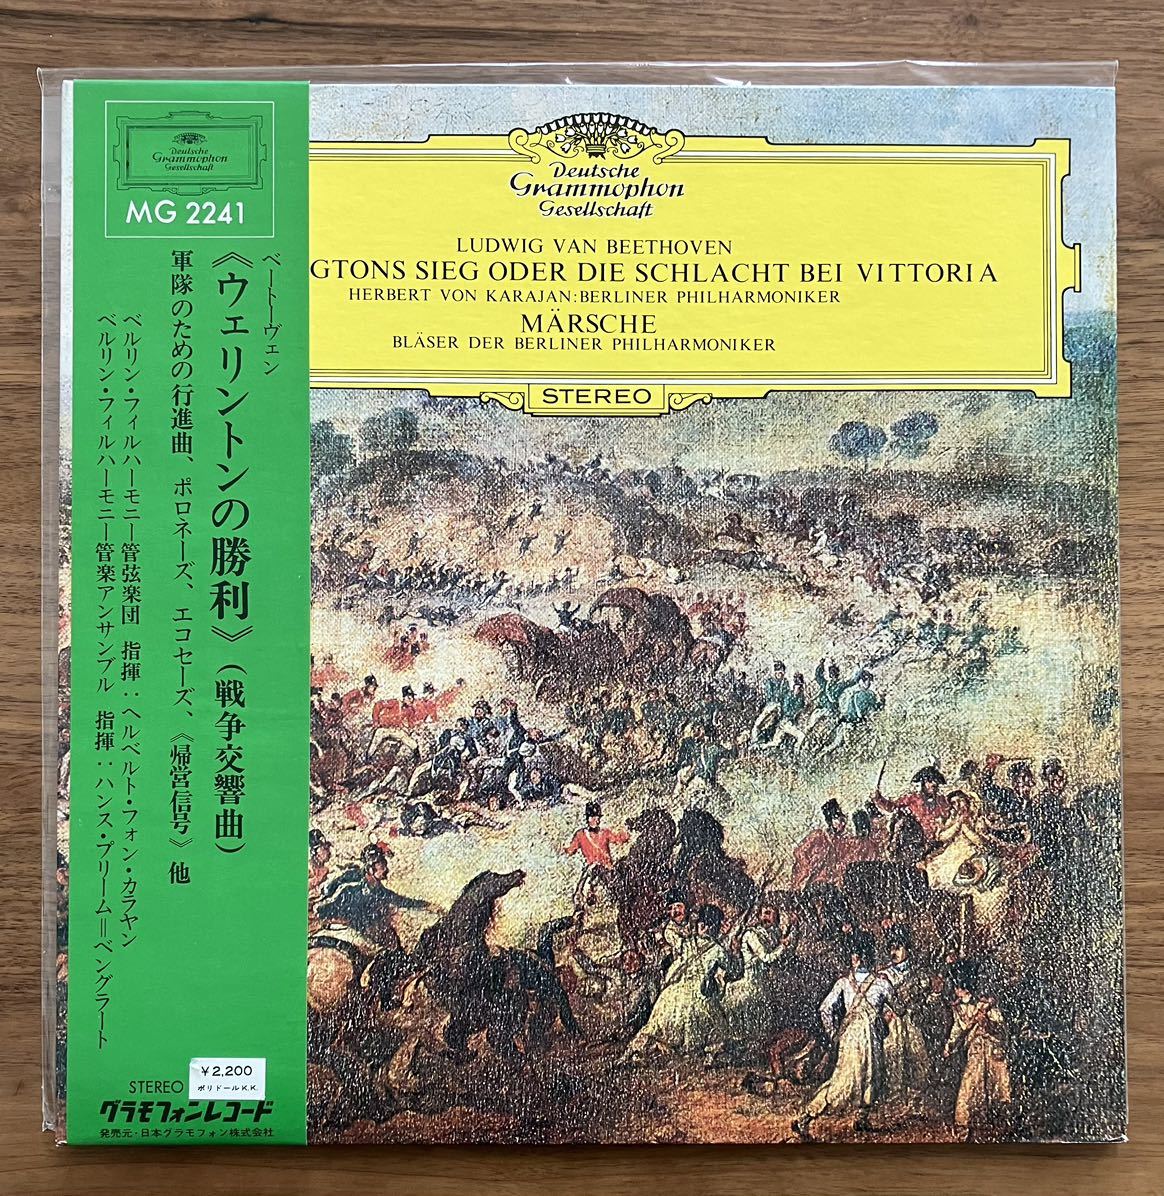 Deutsche
Grammophon
Gesellschaft
MG 2241
ベートーヴェン
《ウェリントンの勝利》(戦争交響曲)
軍隊のための行進曲、ポロネーズ、エコセーズ、《帰営信号》他
ベルリン・フィルハーモニー管弦楽団 指揮:ヘルベルト・フォン・カラヤン
ベルリン・フィルハーモニー管楽アンサンブル 指揮:ハンス・プリーム=ベングラート
STEREO
¥2,200
ポリドールK.K.
グラモフォンレコード
発売元・日本グラモフォン株式会社
Deutsche
Grammophon
Gesellschaft
LUDWIG VAN BEETHOVEN
GTONS SIEG ODER DIE SCHLACHT BEI VITTORIA
HERBERT VON KARAJAN:BERLINER PHILHARMONIKER
MÄRSCHE
BLÄSER DER BERLINER PHILHARMONIKER
STEREO